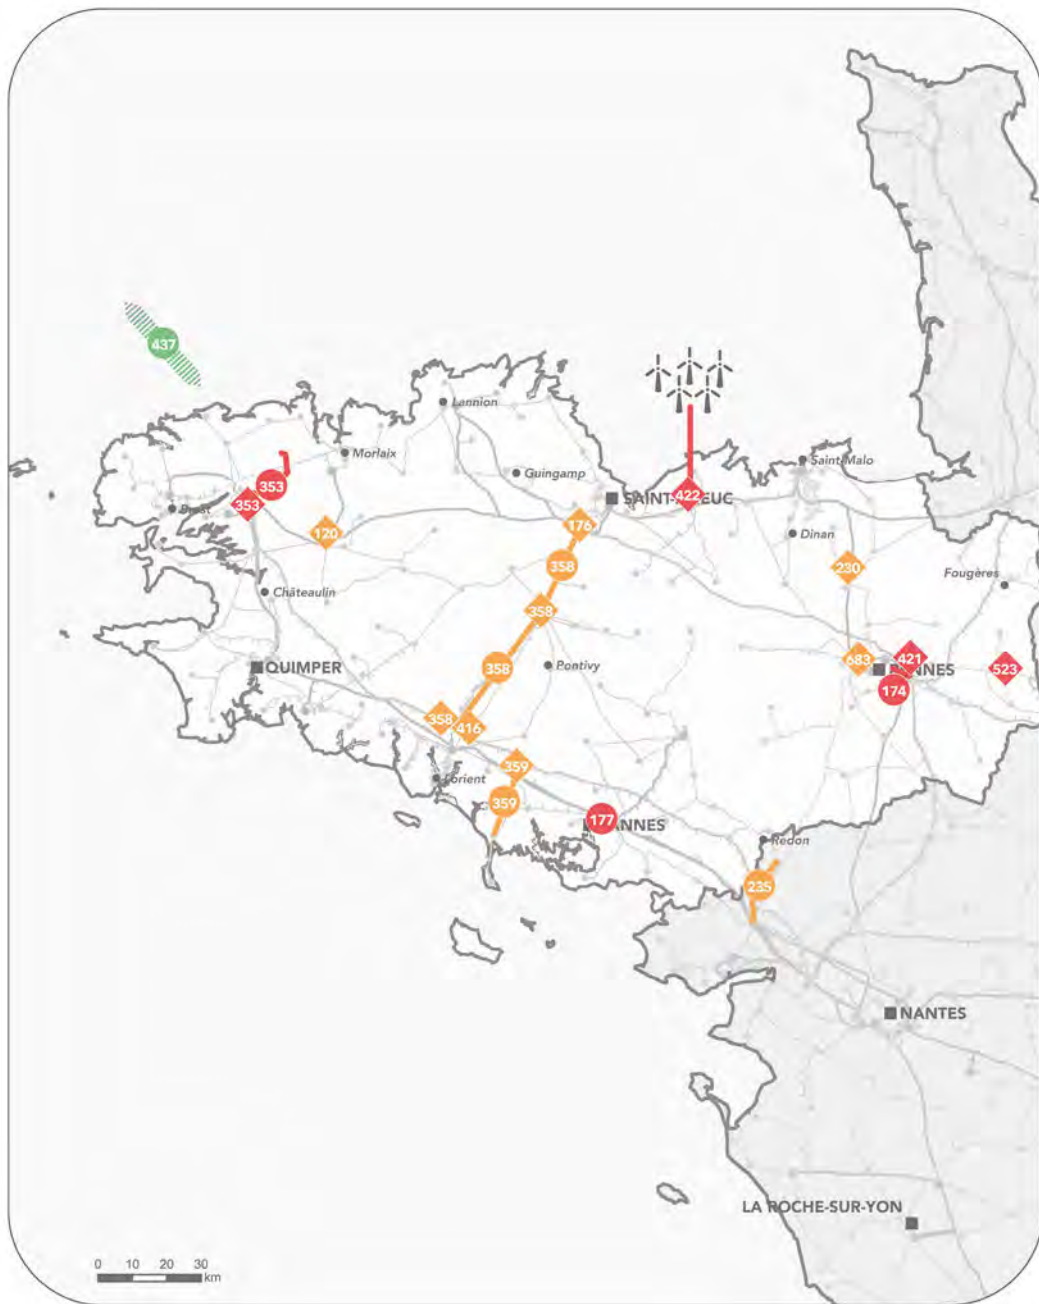 437
Lannion
Morlaix
Guingamp
Saint-Malo
353
353
422
SAINT-BRIEUC
Brest
120
176
Dinan
358
230
Fougères
Châteaulin
358
QUIMPER
358
Pontivy
683
421
RENNES
523
174
358
416
359
Lorient
359
177
VANNES
Redon
235
NANTES
LA ROCHE-SUR-YON
0 10 20 30
km